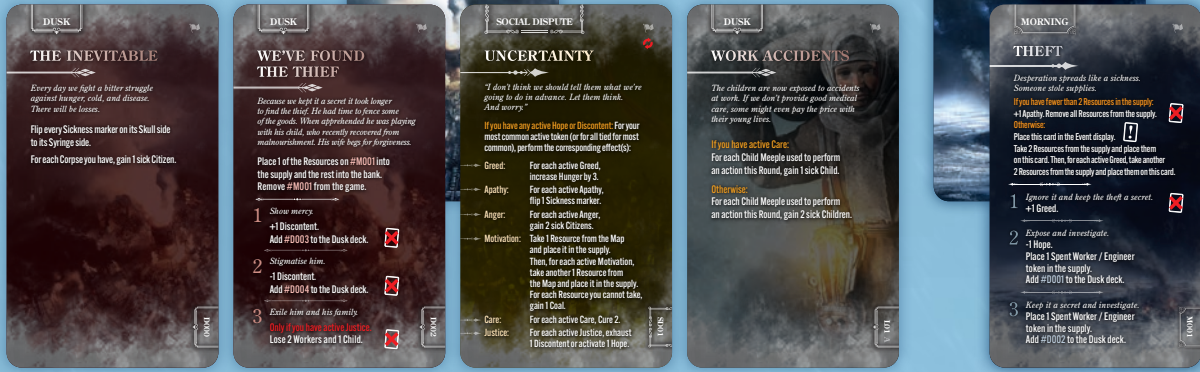 DUSK
THE INEVITABLE
Every day we fight a bitter struggle
against hunger, cold, and disease.
There will be losses.
Flip every Sickness marker on its Skull side
to its Syringe side.
For each Corpse you have, gain 1 sick Citizen.
D000
DUSK
WE'VE FOUND
THE THIEF
Because we kept it a secret it took longer
to find the thief. He had time to fence some
of the goods. When apprehended he was playing
with his child, who recently recovered from
malnourishment. His wife begs for forgiveness.
Place 1 of the Resources on #M001 into
the supply and the rest into the bank.
Remove #M001 from the game.
1 Show mercy.
+1 Discontent.
Add #D003 to the Dusk deck.
2 Stigmatise him.
-1 Discontent.
Add #D004 to the Dusk deck.
3 Exile him and his family.
Only if you have active Justice.
Lose 2 Workers and 1 Child.
D002
SOCIAL DISPUTE
UNCERTAINTY
"I don't think we should tell them what we're
going to do in advance. Let them think.
And worry."
If you have any active Hope or Discontent: For your
most common active token (or for all tied for most
common), perform the corresponding effect(s):
Greed: For each active Greed,
increase Hunger by 3.
Apathy: For each active Apathy,
flip 1 Sickness marker.
Anger: For each active Anger,
gain 2 sick Citizens.
Motivation: Take 1 Resource from the Map
and place it in the supply.
Then, for each active Motivation,
take another 1 Resource from
the Map and place it in the supply.
For each Resource you cannot take,
gain 1 Coal.
Care: For each active Care, Cure 2.
Justice: For each active Justice, exhaust
1 Discontent or activate 1 Hope.
SD01
DUSK
WORK ACCIDENTS
The children are now exposed to accidents
at work. If we don't provide good medical
care, some might even pay the price with
their young lives.
If you have active Care:
For each Child Meeple used to perform
an action this Round, gain 1 sick Child.
Otherwise:
For each Child Meeple used to perform
an action this Round, gain 2 sick Children.
L01 A
MORNING
THEFT
Desperation spreads like a sickness.
Someone stole supplies.
If you have fewer than 2 Resources in the supply:
+1 Apathy. Remove all Resources from the supply.
Otherwise:
Place this card in the Event display.
Take 2 Resources from the supply and place them
on this card. Then, for each active Greed, take another
2 Resources from the supply and place them on this card.
1 Ignore it and keep the theft a secret.
+1 Greed.
2 Expose and investigate.
-1 Hope.
Place 1 Spent Worker / Engineer
token in the supply.
Add #D001 to the Dusk deck.
3 Keep it a secret and investigate.
Place 1 Spent Worker / Engineer
token in the supply.
Add #D002 to the Dusk deck.
M001